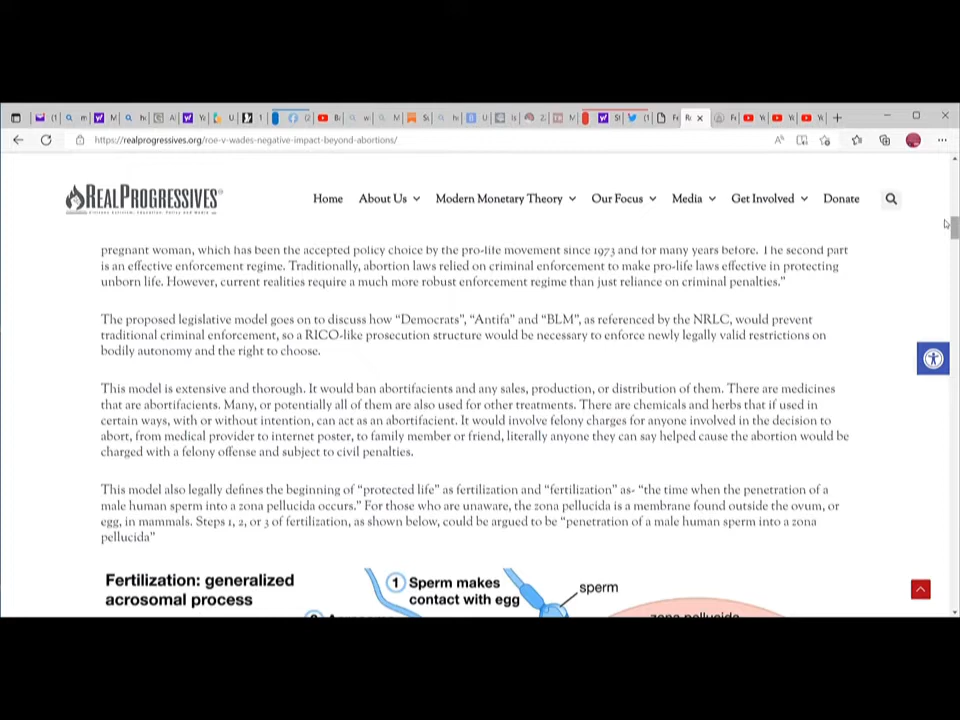 https://realprogressives.org/roe-v-wades-negative-impact-beyond-abortions/
REALPROGRESSIVES
Home
About Us
Modern Monetary Theory
Our Focus
Media
Get Involved
Donate
pregnant woman, which has been the accepted policy choice by the pro-life movement since 1973 and for many years before. The second part
is an effective enforcement regime. Traditionally, abortion laws relied on criminal enforcement to make pro-life laws effective in protecting
unborn life. However, current realities require a much more robust enforcement regime than just reliance on criminal penalties.”
The proposed legislative model goes on to discuss how “Democrats”, “Antifa” and “BLM”, as referenced by the NRLC, would prevent
traditional criminal enforcement, so a RICO-like prosecution structure would be necessary to enforce newly legally valid restrictions on
bodily autonomy and the right to choose.
This model is extensive and thorough. It would ban abortifacients and any sales, production, or distribution of them. There are medicines
that are abortifacients. Many, or potentially all of them are also used for other treatments. There are chemicals and herbs that if used in
certain ways, with or without intention, can act as an abortifacient. It would involve felony charges for anyone involved in the decision to
abort, from medical provider to internet poster, to family member or friend, literally anyone they can say helped cause the abortion would be
charged with a felony offense and subject to civil penalties.
This model also legally defines the beginning of “protected life” as fertilization and “fertilization” as- “the time when the penetration of a
male human sperm into a zona pellucida occurs.” For those who are unaware, the zona pellucida is a membrane found outside the ovum, or
egg, in mammals. Steps 1, 2, or 3 of fertilization, as shown below, could be argued to be “penetration of a male human sperm into a zona
pellucida”
Fertilization: generalized
acrosomal process
1 Sperm makes
contact with egg
sperm
zona pellucida